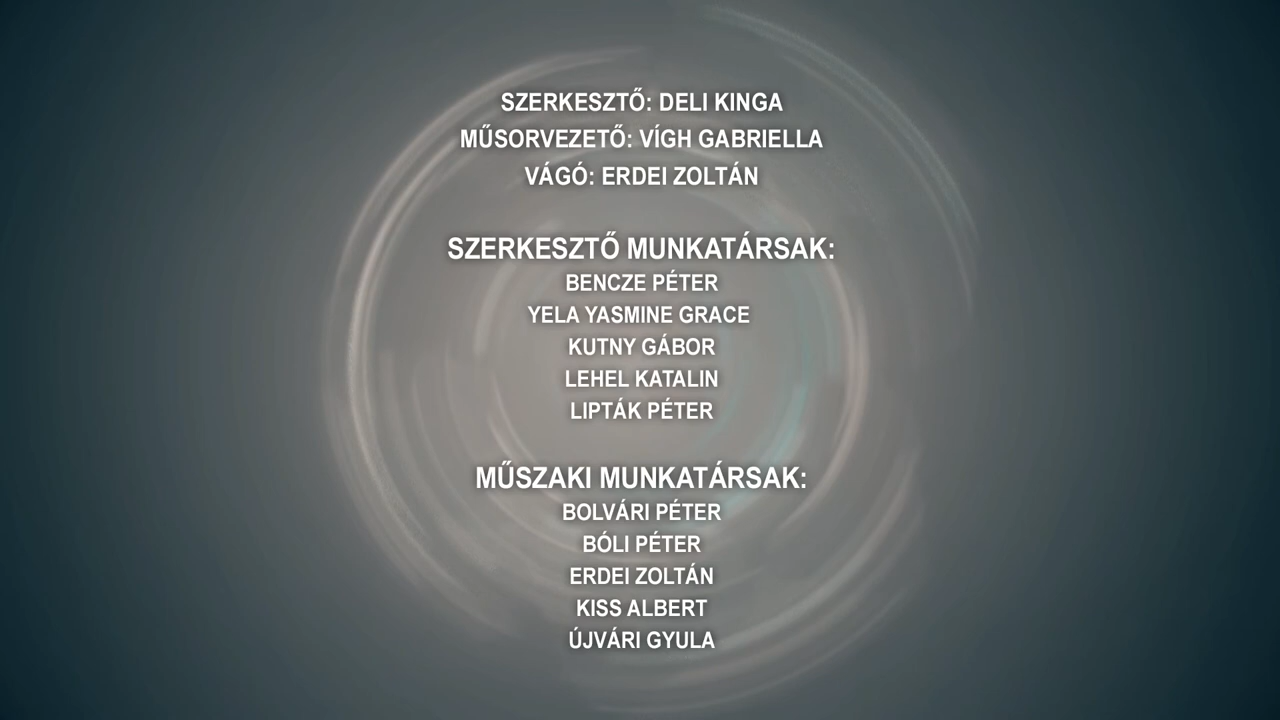 SZERKESZTŐ: DELI KINGA
MŰSORVEZETŐ: VÍGH GABRIELLA
VÁGÓ: ERDEI ZOLTÁN
SZERKESZTŐ MUNKATÁRSAK:
BENCZE PÉTER
YELA YASMINE GRACE
KUTNY GÁBOR
LEHEL KATALIN
LIPTÁK PÉTER
MŰSZAKI MUNKATÁRSAK:
BOLVÁRI PÉTER
BÓLI PÉTER
ERDEI ZOLTÁN
KISS ALBERT
ÚJVÁRI GYULA